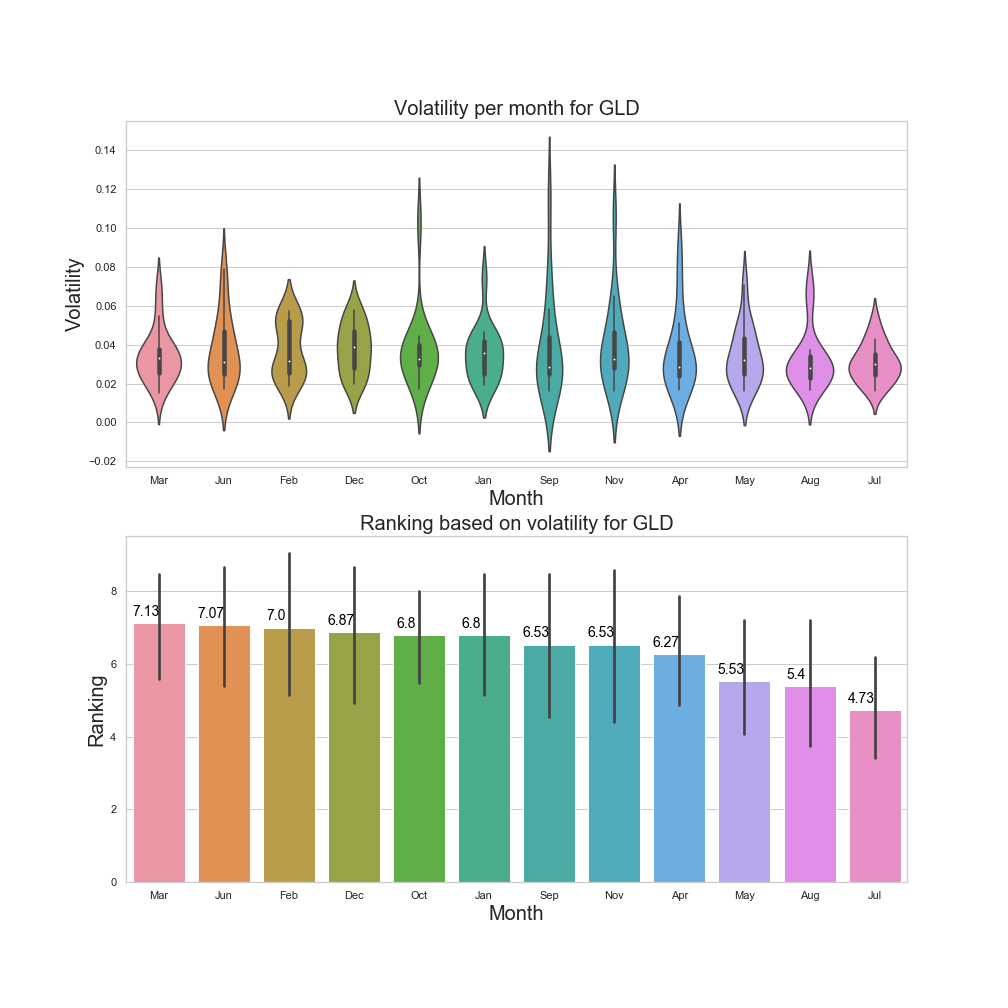 Volatility per month for GLD
Volatility
0.14
0.12
0.10
0.08
0.06
0.04
0.02
0.00
−0.02
Mar Jun Feb Dec Oct Jan Sep Nov Apr May Aug Jul
Month
Ranking based on volatility for GLD
Ranking
8
6
4
2
0
7.13 7.07 7.0 6.87 6.8 6.8 6.53 6.53 6.27 5.53 5.4 4.73
Mar Jun Feb Dec Oct Jan Sep Nov Apr May Aug Jul
Month